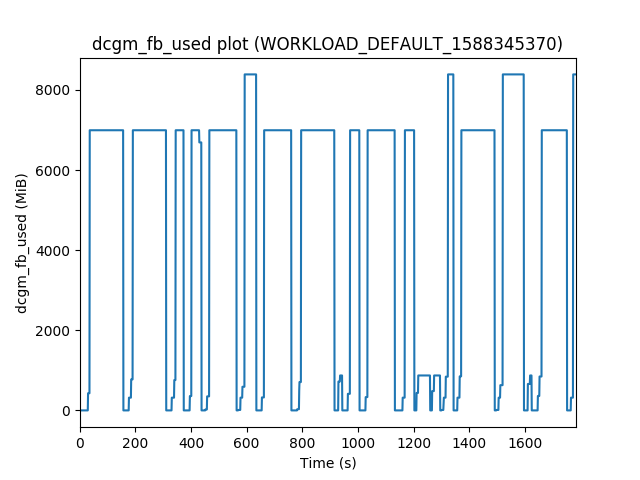 dcgm_fb_used plot (WORKLOAD_DEFAULT_1588345370)
dcgm_fb_used (MiB)
8000
6000
4000
2000
0
0 200 400 600 800 1000 1200 1400 1600
Time (s)